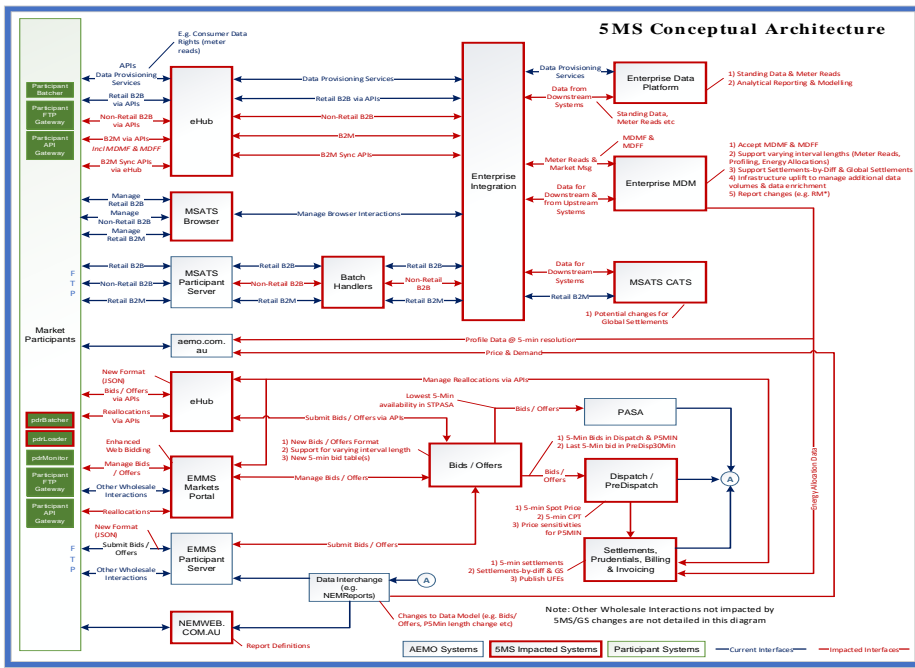 5MS Conceptual Architecture
E.g. Consumer Data
Rights (meter
reads)
Participant
Batcher
Participant
FTP
Gateway
Participant
API
Gateway
APIs
Data Provisioning
Services
Retail B2B
via APIs
Non-Retail B2B
via APIs
B2M via APIs
Incl MDMF & MDFF
B2M Sync APIs
via eHub
eHub
Data Provisioning Services
Retail B2B via APIs
Non-Retail B2B
B2M
B2M Sync APIs
Enterprise
Integration
Data Provisioning
Services
Data from
Downstream
Systems
Standing Data,
Meter Reads etc
Enterprise Data
Platform
1) Standing Data & Meter Reads
2) Analytical Reporting & Modelling
MDMF &
MDFF
Meter Reads &
Market Msg
Data for
Downstream &
from Upstream
Systems
Enterprise MDM
1) Accept MDMF & MDFF
2) Support varying interval lengths (Meter Reads,
Profiling, Energy Allocations)
3) Support Settlements-by-Diff & Global Settlements
4) Infrastructure uplift to manage additional data
volumes & data enrichment
5) Report changes (e.g. RM*)
Manage
Retail B2B
Manage
Non-Retail B2B
Manage
Retail B2M
MSATS
Browser
Manage Browser Interactions
F
T
P
Retail B2B
Non-Retail B2B
Retail B2M
MSATS
Participant
Server
Retail B2B
Non-Retail B2B
Retail B2M
Batch
Handlers
Retail B2B
Non-Retail
B2B
Retail B2M
Data for
Downstream
Systems
Retail B2M
MSATS CATS
1) Potential changes for
Global Settlements
Market
Participants
aemo.com.
au
Profile Data @ 5-min resolution
Price & Demand
New Format
(JSON)
Bids / Offers
via APIs
Reallocations
via APIs
eHub
Manage Reallocations via APIs
Lowest 5-Min
availability in STPASA
Submit Bids / Offers via APIs
Bids / Offers
PASA
pdrBatcher
pdrLoader
pdrMonitor
Participant
FTP
Gateway
Participant
API
Gateway
Enhanced
Web Bidding
Manage Bids
/ Offers
Other Wholesale
Interactions
Reallocations
EMMS
Markets
Portal
1) New Bids / Offers Format
2) Support for varying interval length
3) New 5-min bid table(s)
Manage Bids / Offers
Bids / Offers
1) 5-Min Bids in Dispatch & P5MIN
2) Last 5-Min bid in PreDisp30Min
Bids /
Offers
Dispatch /
PreDispatch
A
Energy Allocation Data
1) 5-min Spot Price
2) 5-min CPT
3) Price sensitivities
for P5MIN
New Format
(JSON)
F
T
P
Submit Bids /
Offers
Other Wholesale
Interactions
EMMS
Participant
Server
Submit Bids / Offers
Settlements,
Prudentials, Billing
& Invoicing
1) 5-min settlements
2) Settlements-by-diff & GS
3) Publish UFEs
Data Interchange
(e.g.
NEMReports)
A
Changes to Data Model (e.g. Bids/
Offers, P5Min length change etc)
Note: Other Wholesale Interactions not impacted by
5MS/GS changes are not detailed in this diagram
NEMWEB.
COM.AU
Report Definitions
AEMO Systems
5MS Impacted Systems
Participant Systems
Current Interfaces
Impacted Interfaces